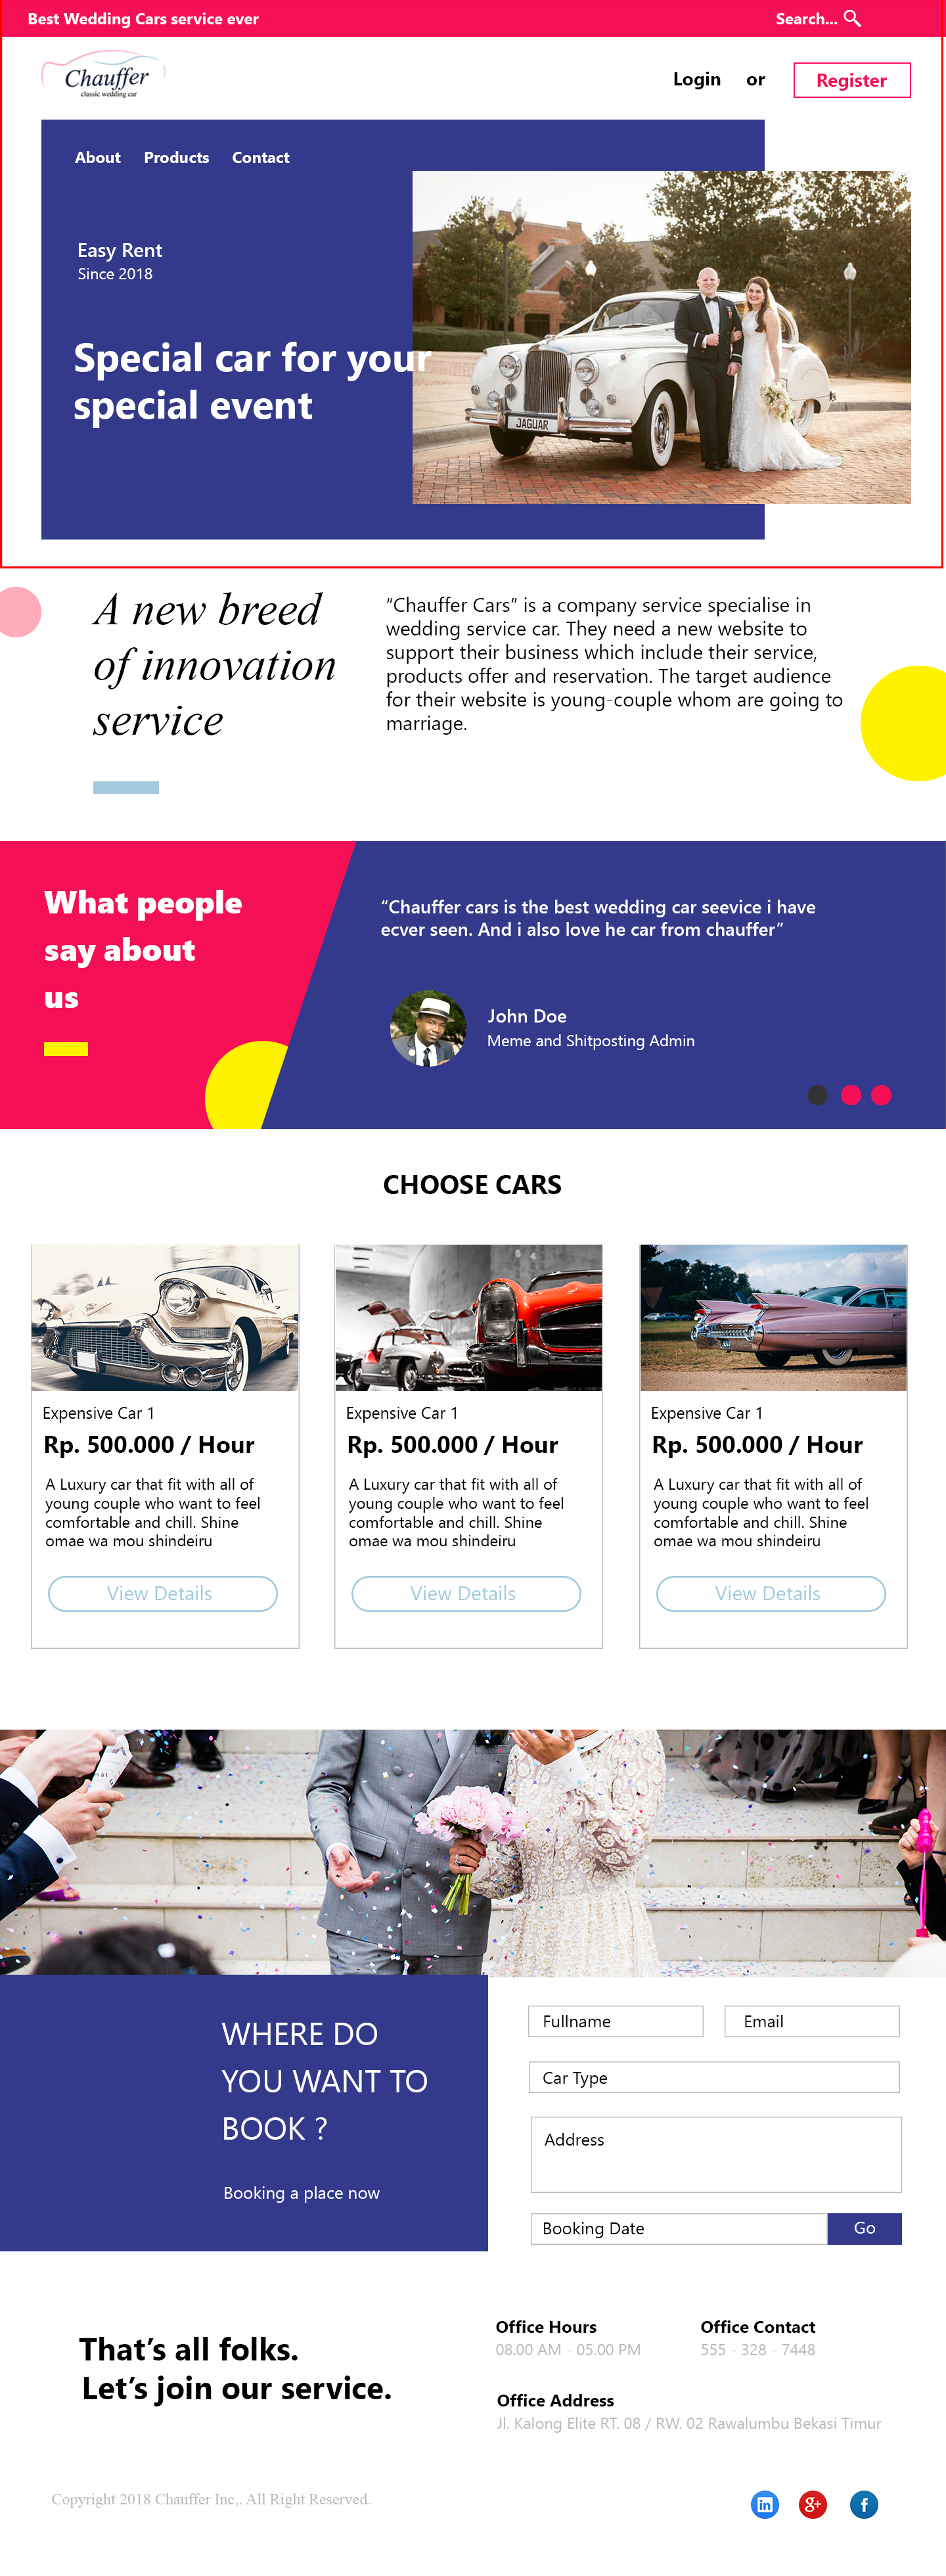 Best Wedding Cars service ever
Search...
Chauffer
classic wedding car
Login or Register
About Products Contact
Easy Rent
Since 2018
Special car for your
special event
JAGUAR
A new breed
of innovation
service
“Chauffer Cars” is a company service specialise in
wedding service car. They need a new website to
support their business which include their service,
products offer and reservation. The target audience
for their website is young-couple whom are going to
marriage.
What people
say about
us
“Chauffer cars is the best wedding car seevice i have
ecver seen. And i also love he car from chauffer”
John Doe
Meme and Shitposting Admin
CHOOSE CARS
Expensive Car 1
Rp. 500.000 / Hour
A Luxury car that fit with all of
young couple who want to feel
comfortable and chill. Shine
omae wa mou shindeiru
View Details
Expensive Car 1
Rp. 500.000 / Hour
A Luxury car that fit with all of
young couple who want to feel
comfortable and chill. Shine
omae wa mou shindeiru
View Details
Expensive Car 1
Rp. 500.000 / Hour
A Luxury car that fit with all of
young couple who want to feel
comfortable and chill. Shine
omae wa mou shindeiru
View Details
WHERE DO
YOU WANT TO
BOOK ?
Booking a place now
Fullname
Email
Car Type
Address
Booking Date
Go
That’s all folks.
Let’s join our service.
Office Hours
08.00 AM - 05.00 PM
Office Contact
555 - 328 - 7448
Office Address
Jl. Kalong Elite RT. 08 / RW. 02 Rawalumbu Bekasi Timur
Copyright 2018 Chauffer Inc,. All Right Reserved.
in
g+
f